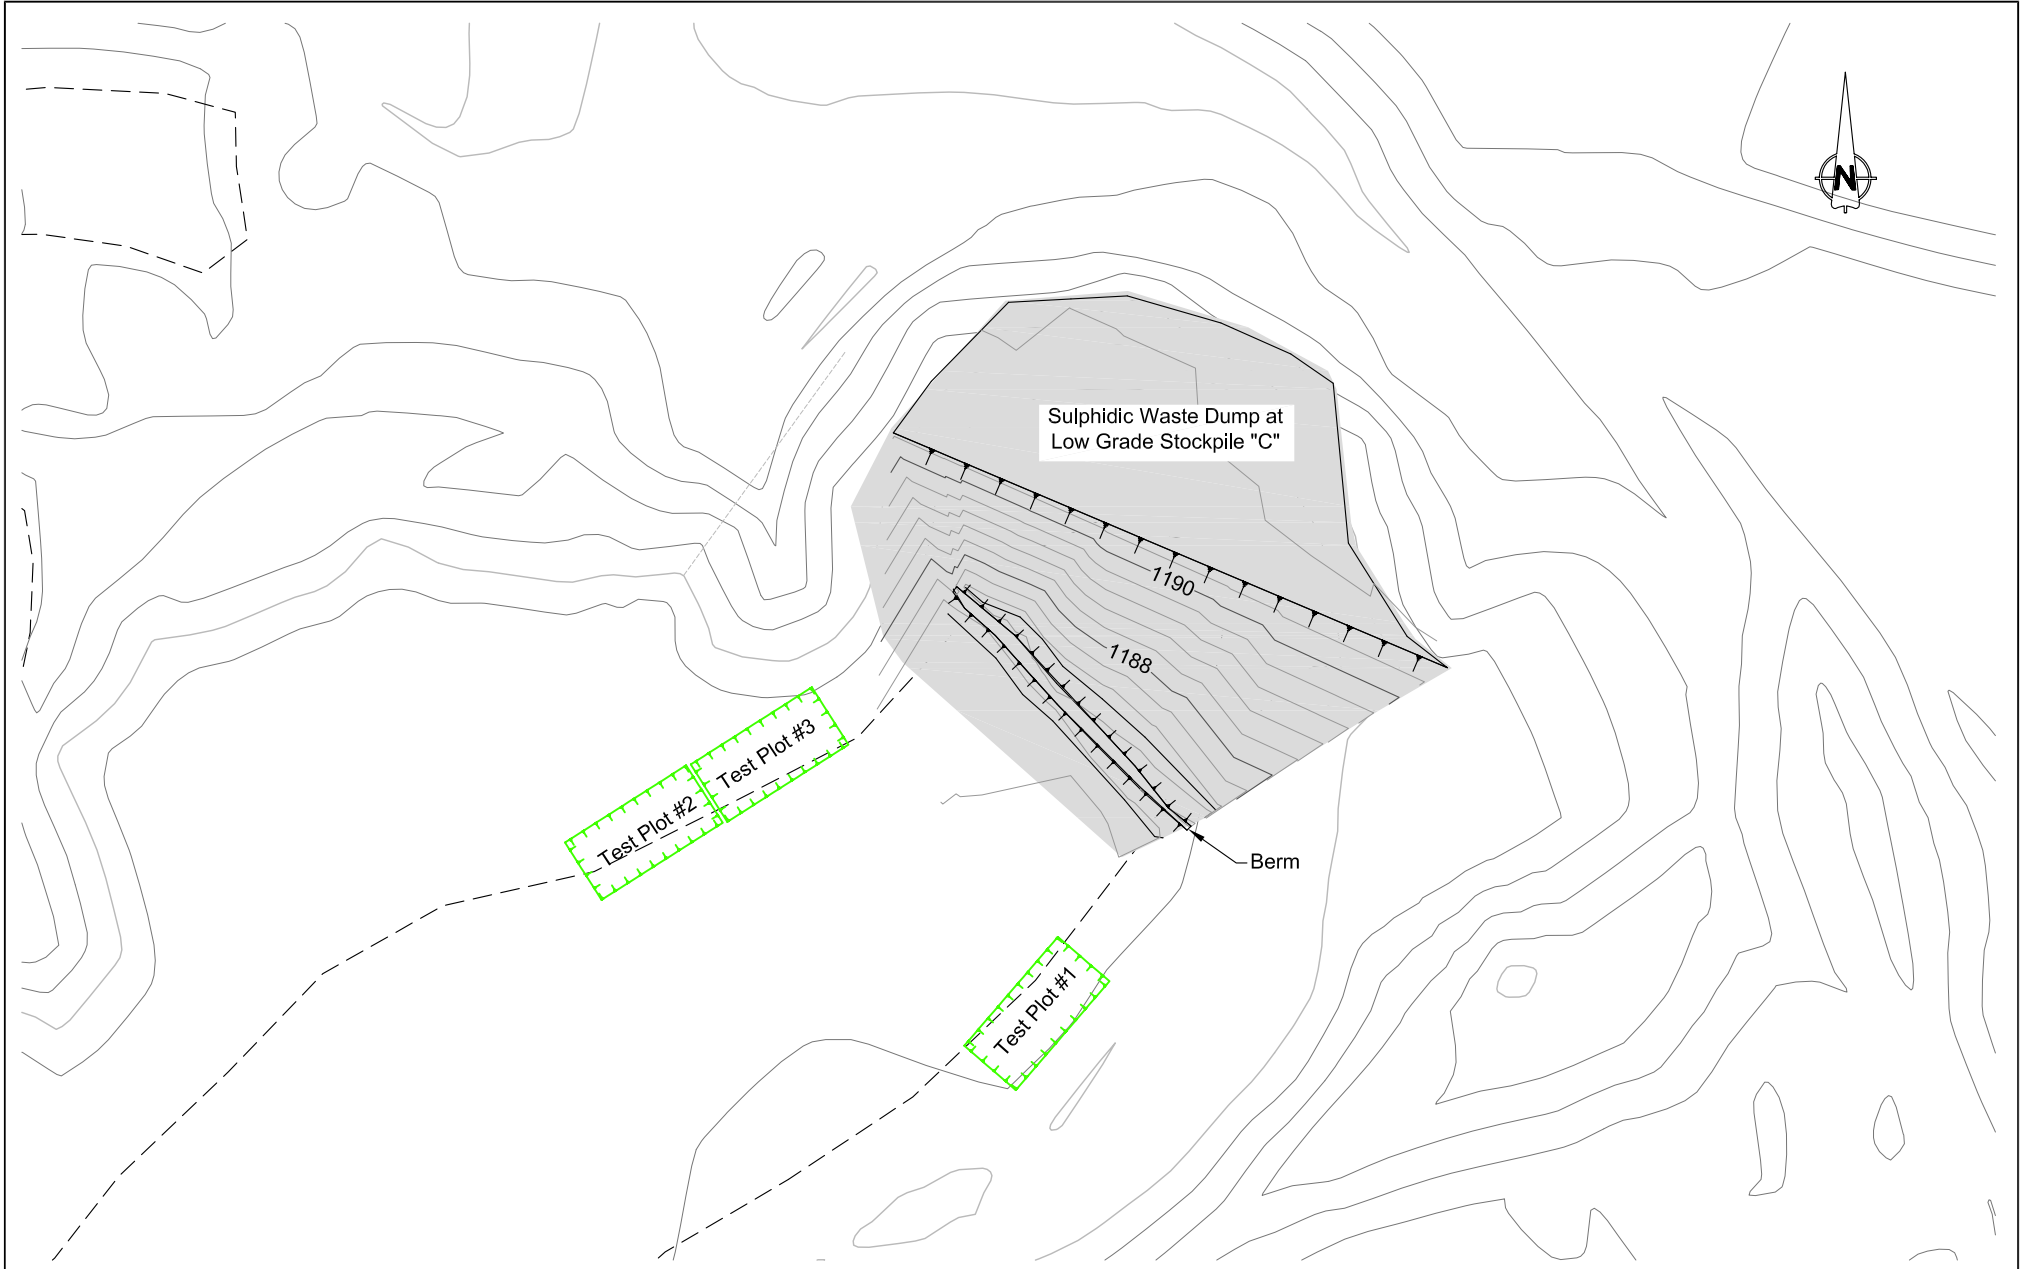 N
Sulphidic Waste Dump at
Low Grade Stockpile "C"
1190
1188
Test Plot #3
Test Plot #2
Berm
Test Plot #1